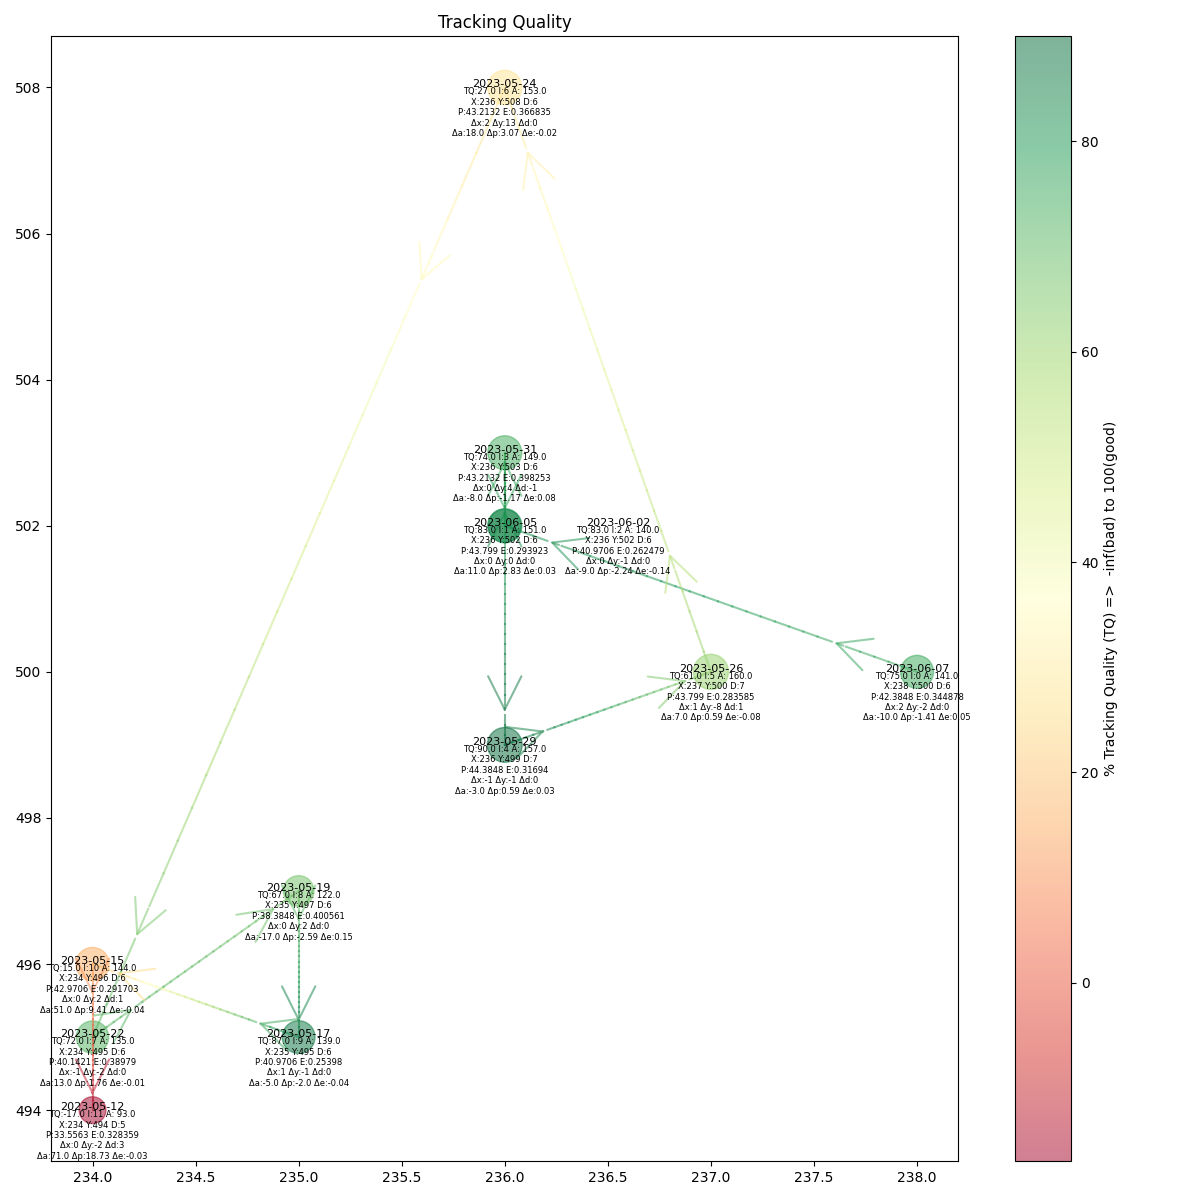 Tracking Quality
508
506
504
502
500
498
496
494
234.0
234.5
235.0
235.5
236.0
236.5
237.0
237.5
238.0
2023-05-24
TQ:27.0 I:6 A: 153.0
X:236 Y:508 D:6
P:43.2132 E:0.366835
Δx:2 Δy:13 Δd:0
Δa:18.0 Δp:3.07 Δe:-0.02
2023-05-31
TQ:74.0 I:3 A: 149.0
X:236 Y:503 D:6
P:43.2132 E:0.398253
Δx:0 Δy:4 Δd:-1
Δa:-8.0 Δp:-1.17 Δe:0.08
2023-06-05
TQ:83.0 I:1 A: 151.0
X:236 Y:502 D:6
P:43.799 E:0.293923
Δx:0 Δy:0 Δd:0
Δa:11.0 Δp:2.83 Δe:0.03
2023-06-02
TQ:83.0 I:2 A: 140.0
X:236 Y:502 D:6
P:40.9706 E:0.262479
Δx:0 Δy:-1 Δd:0
Δa:-9.0 Δp:-2.24 Δe:-0.14
2023-05-26
TQ:61.0 I:5 A: 160.0
X:237 Y:500 D:7
P:43.799 E:0.283585
Δx:1 Δy:-8 Δd:1
Δa:7.0 Δp:0.59 Δe:-0.08
2023-06-07
TQ:75.0 I:0 A: 141.0
X:238 Y:500 D:6
P:42.3848 E:0.344878
Δx:2 Δy:-2 Δd:0
Δa:-10.0 Δp:-1.41 Δe:0.05
2023-05-29
TQ:90.0 I:4 A: 157.0
X:236 Y:499 D:7
P:44.3848 E:0.31694
Δx:-1 Δy:-1 Δd:0
Δa:-3.0 Δp:0.59 Δe:0.03
2023-05-19
TQ:67.0 I:8 A: 122.0
X:235 Y:497 D:6
P:38.3848 E:0.400561
Δx:0 Δy:2 Δd:0
Δa:-17.0 Δp:-2.59 Δe:0.15
2023-05-15
TQ:15.0 I:10 A: 144.0
X:234 Y:496 D:6
P:42.9706 E:0.291703
Δx:0 Δy:2 Δd:1
Δa:51.0 Δp:9.41 Δe:-0.04
2023-05-22
TQ:72.0 I:7 A: 135.0
X:234 Y:495 D:6
P:40.1421 E:0.38979
Δx:-1 Δy:-2 Δd:0
Δa:13.0 Δp:1.76 Δe:-0.01
2023-05-17
TQ:87.0 I:9 A: 139.0
X:235 Y:495 D:6
P:40.9706 E:0.25398
Δx:1 Δy:-1 Δd:0
Δa:-5.0 Δp:-2.0 Δe:-0.04
2023-05-12
TQ:-17.0 I:11 A: 93.0
X:234 Y:494 D:5
P:33.5563 E:0.328359
Δx:0 Δy:-2 Δd:3
Δa:71.0 Δp:18.73 Δe:-0.03
80
60
40
20
0
% Tracking Quality (TQ) => -inf(bad) to 100(good)